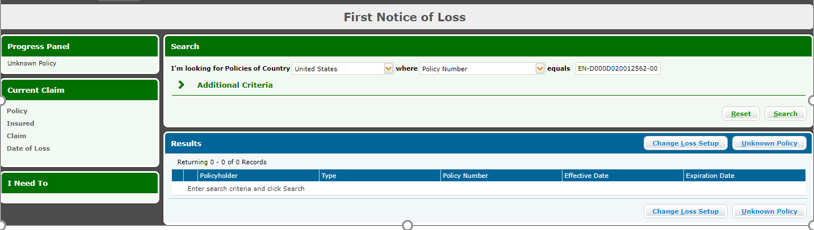 First Notice of Loss
Progress Panel
Unknown Policy
Current Claim
Policy
Insured
Claim
Date of Loss
I Need To
Search
I'm looking for Policies of Country United States where Policy Number equals EN-D000D020012562-00
Additional Criteria
Reset Search
Results Change Loss Setup Unknown Policy
Returning 0 - 0 of 0 Records
Policyholder Type Policy Number Effective Date Expiration Date
Enter search criteria and click Search
Change Loss Setup Unknown Policy